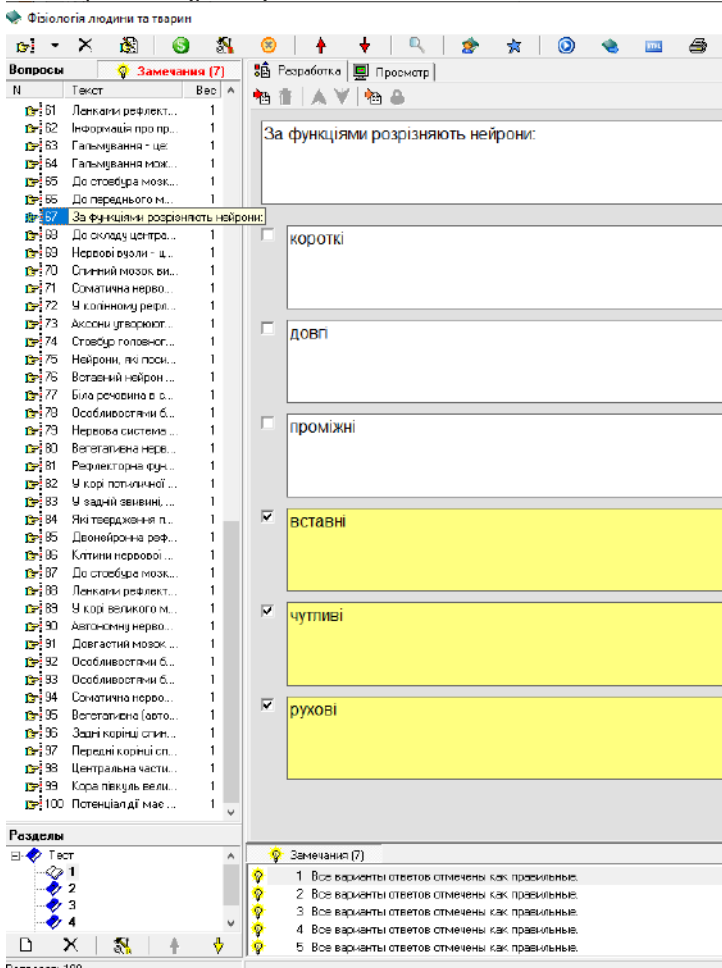 Фізіологія людини та тварин
Вопросы Замечания (7)
Разработка Просмотр
N Текст Вес
61 Ланками рефлект... 1
62 Інформація про пр... 1
63 Гальмування - це: 1
64 Гальмування мож... 1
65 До стовбура мозк... 1
66 До переднього м... 1
67 За функціями розрізняють нейрони:
68 До складу центра... 1
69 Нервові вузли - ц... 1
70 Спинний мозок ви... 1
71 Соматична нерво... 1
72 У колінному рефл... 1
73 Аксони утворюют... 1
74 Стовбур головног... 1
75 Нейрони, які поси... 1
76 Вставний нейрон ... 1
77 Біла речовина в с... 1
78 Особливостями б... 1
79 Нервова система ... 1
80 Вегетативна нерв... 1
81 Рефлекторна фун... 1
82 У корі потиличної ... 1
83 У задній звивині, ... 1
84 Які твердження п... 1
85 Двонейронна реф... 1
86 Клітини нервової ... 1
87 До стовбура мозк... 1
88 Ланками рефлект... 1
89 У корі великого м... 1
90 Автономну нерво... 1
91 Довгастий мозок ... 1
92 Особливостями б... 1
93 Особливостями б... 1
94 Соматична нерво... 1
95 Вегетативна (авто... 1
96 Задні корінці спин... 1
97 Передні корінці сп... 1
98 Центральна части... 1
99 Кора півкуль вели... 1
100 Потенціал дії має ... 1
За функціями розрізняють нейрони:
короткі
довгі
проміжні
вставні
чутливі
рухові
Разделы
Тест
1
2
3
4
Замечания (7)
1 Все варианты ответов отмечены как правильные.
2 Все варианты ответов отмечены как правильные.
3 Все варианты ответов отмечены как правильные.
4 Все варианты ответов отмечены как правильные.
5 Все варианты ответов отмечены как правильные.